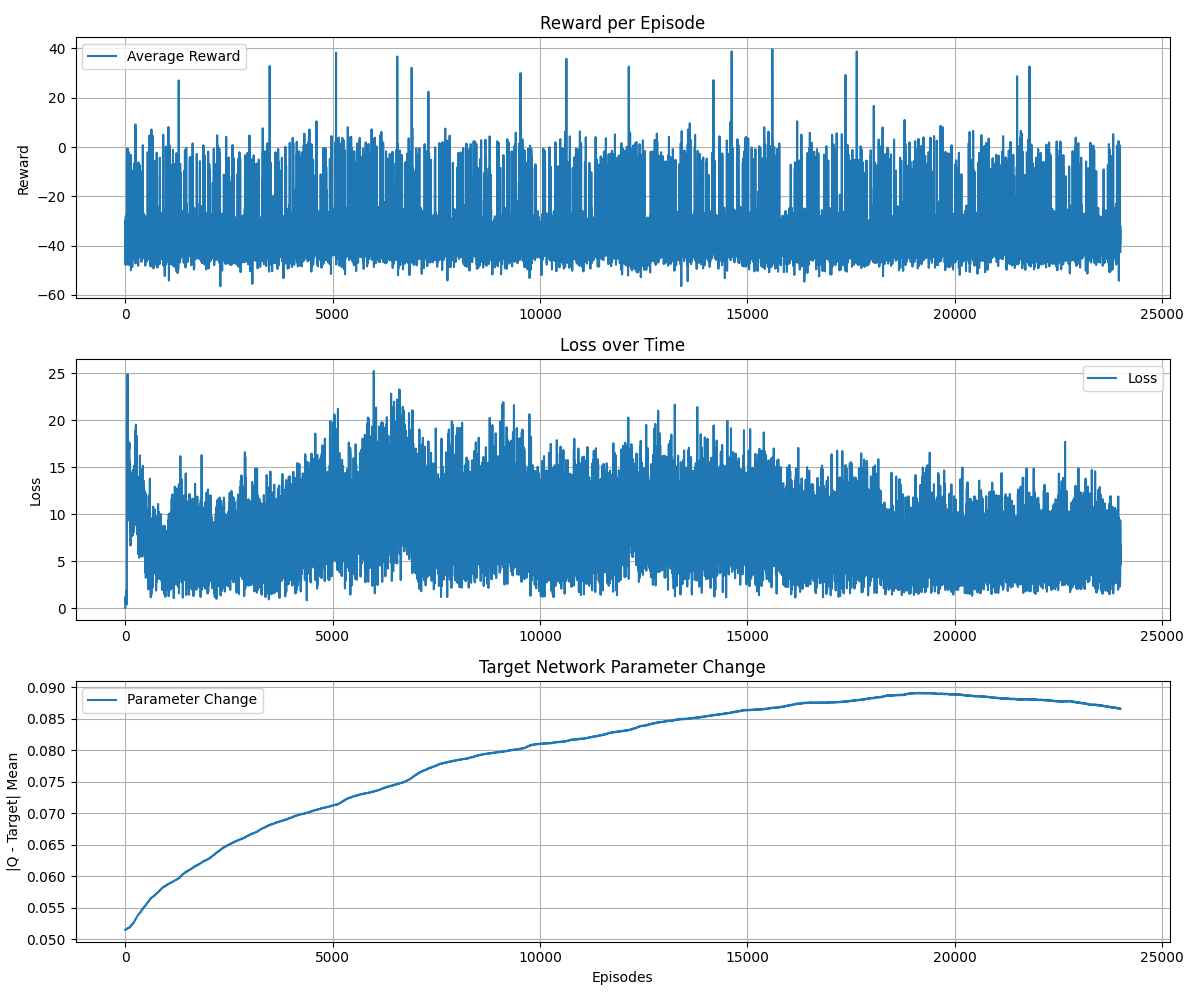 Reward per Episode
Average Reward
Reward
40
20
0
−20
−40
−60
0 5000 10000 15000 20000 25000
Loss over Time
Loss
Loss
25
20
15
10
5
0
0 5000 10000 15000 20000 25000
Target Network Parameter Change
Parameter Change
|Q - Target| Mean
0.090
0.085
0.080
0.075
0.070
0.065
0.060
0.055
0.050
0 5000 10000 15000 20000 25000
Episodes